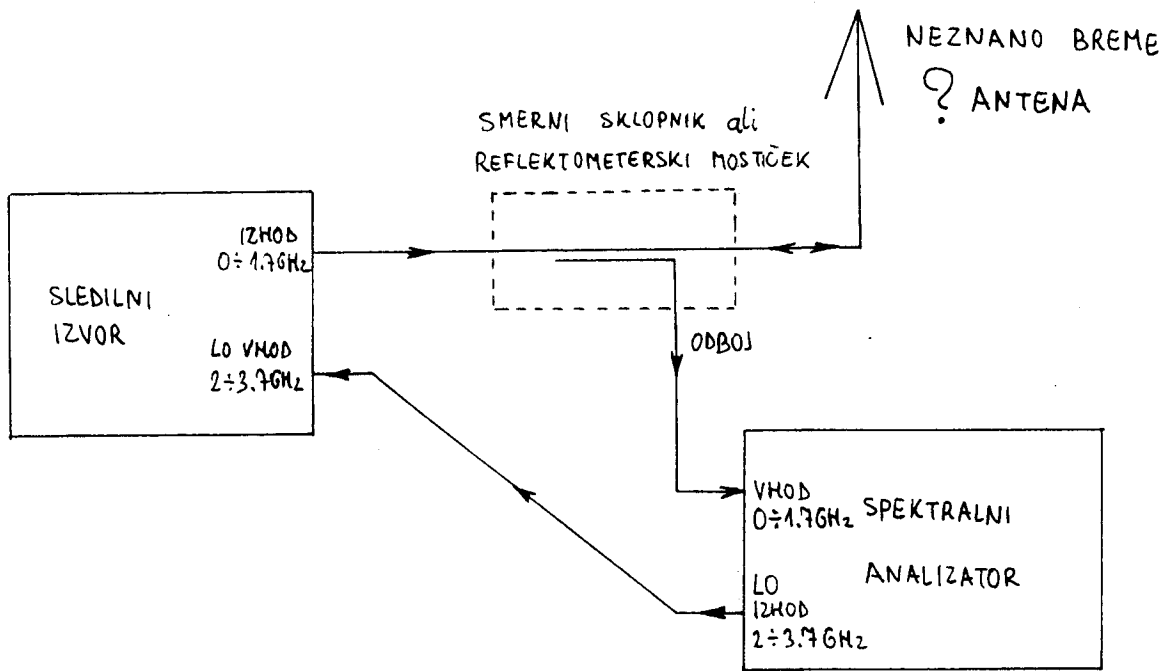 NEZNANO BREME
? ANTENA
SMERNI SKLOPNIK ali
REFLEKTOMETERSKI MOSTIČEK
IZHOD
0÷1.7GHz
SLEDILNI
IZVOR
LO VHOD
2÷3.7GHz
ODBOJ
VHOD
0÷1.7GHz
SPEKTRALNI
ANALIZATOR
LO
IZHOD
2÷3.7GHz